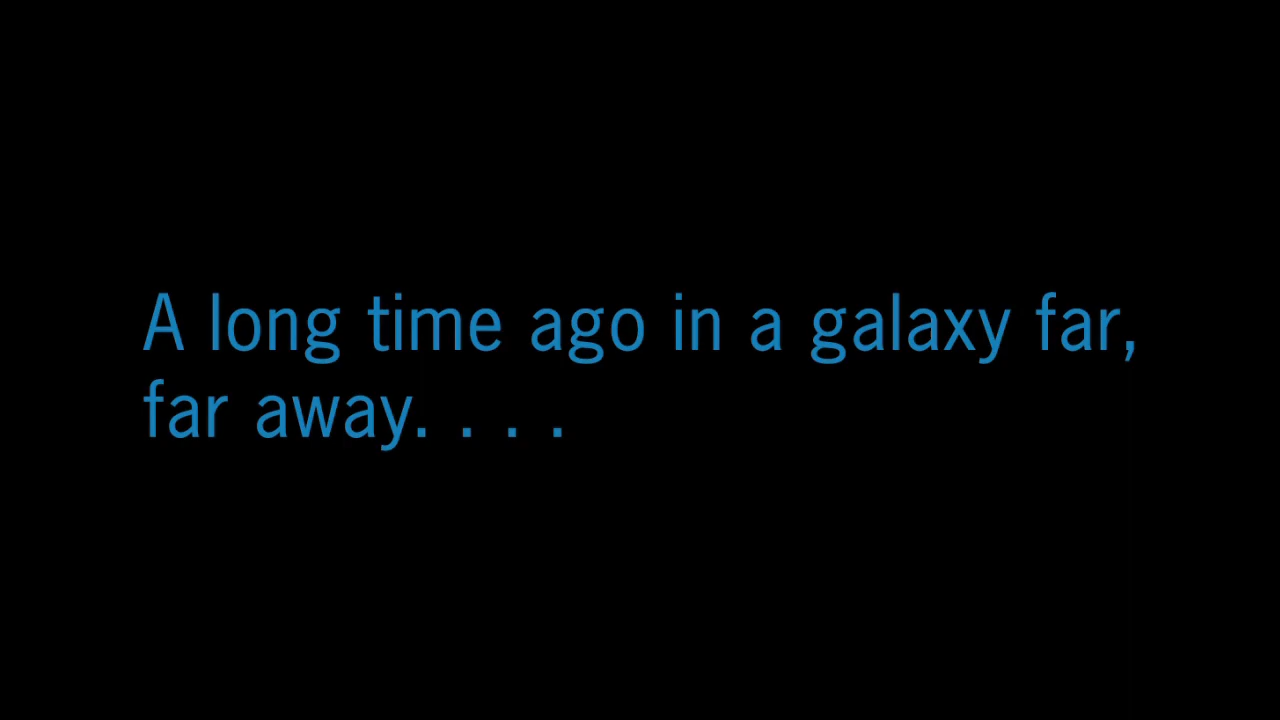 A long time ago in a galaxy far,
far away. . . .